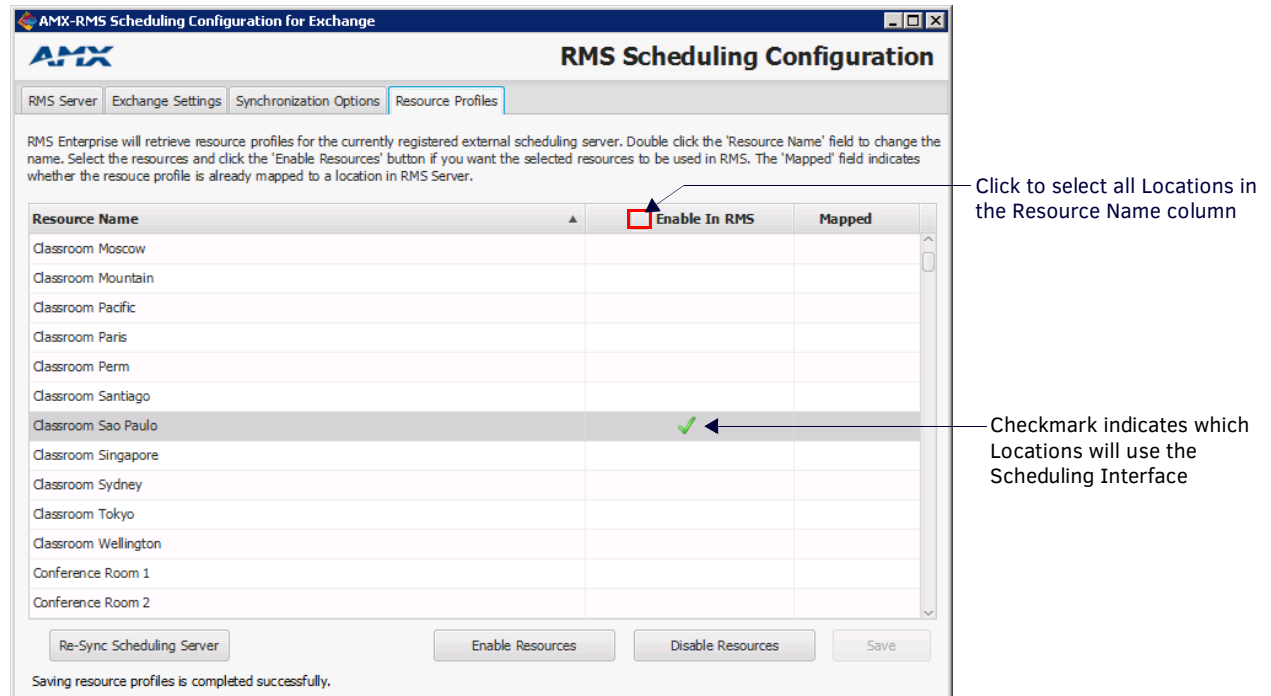 AMX-RMS Scheduling Configuration for Exchange
AMX
RMS Scheduling Configuration
RMS Server
Exchange Settings
Synchronization Options
Resource Profiles
RMS Enterprise will retrieve resource profiles for the currently registered external scheduling server. Double click the 'Resource Name' field to change the
name. Select the resources and click the 'Enable Resources' button if you want the selected resources to be used in RMS. The 'Mapped' field indicates
whether the resouce profile is already mapped to a location in RMS Server.
Click to select all Locations in
the Resource Name column
Resource Name
Enable In RMS
Mapped
Classroom Moscow
Classroom Mountain
Classroom Pacific
Classroom Paris
Classroom Perm
Classroom Santiago
Classroom Sao Paulo
Checkmark indicates which
Locations will use the
Scheduling Interface
Classroom Singapore
Classroom Sydney
Classroom Tokyo
Classroom Wellington
Conference Room 1
Conference Room 2
Re-Sync Scheduling Server
Enable Resources
Disable Resources
Save
Saving resource profiles is completed successfully.